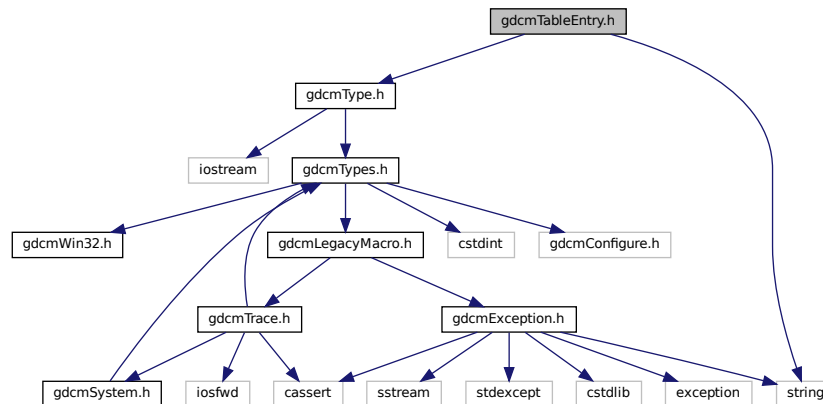 gdcmTableEntry.h
gdcmType.h
iostream
gdcmTypes.h
gdcmWin32.h
gdcmLegacyMacro.h
cstdint
gdcmConfigure.h
gdcmTrace.h
gdcmException.h
gdcmSystem.h
iosfwd
cassert
sstream
stdexcept
cstdlib
exception
string